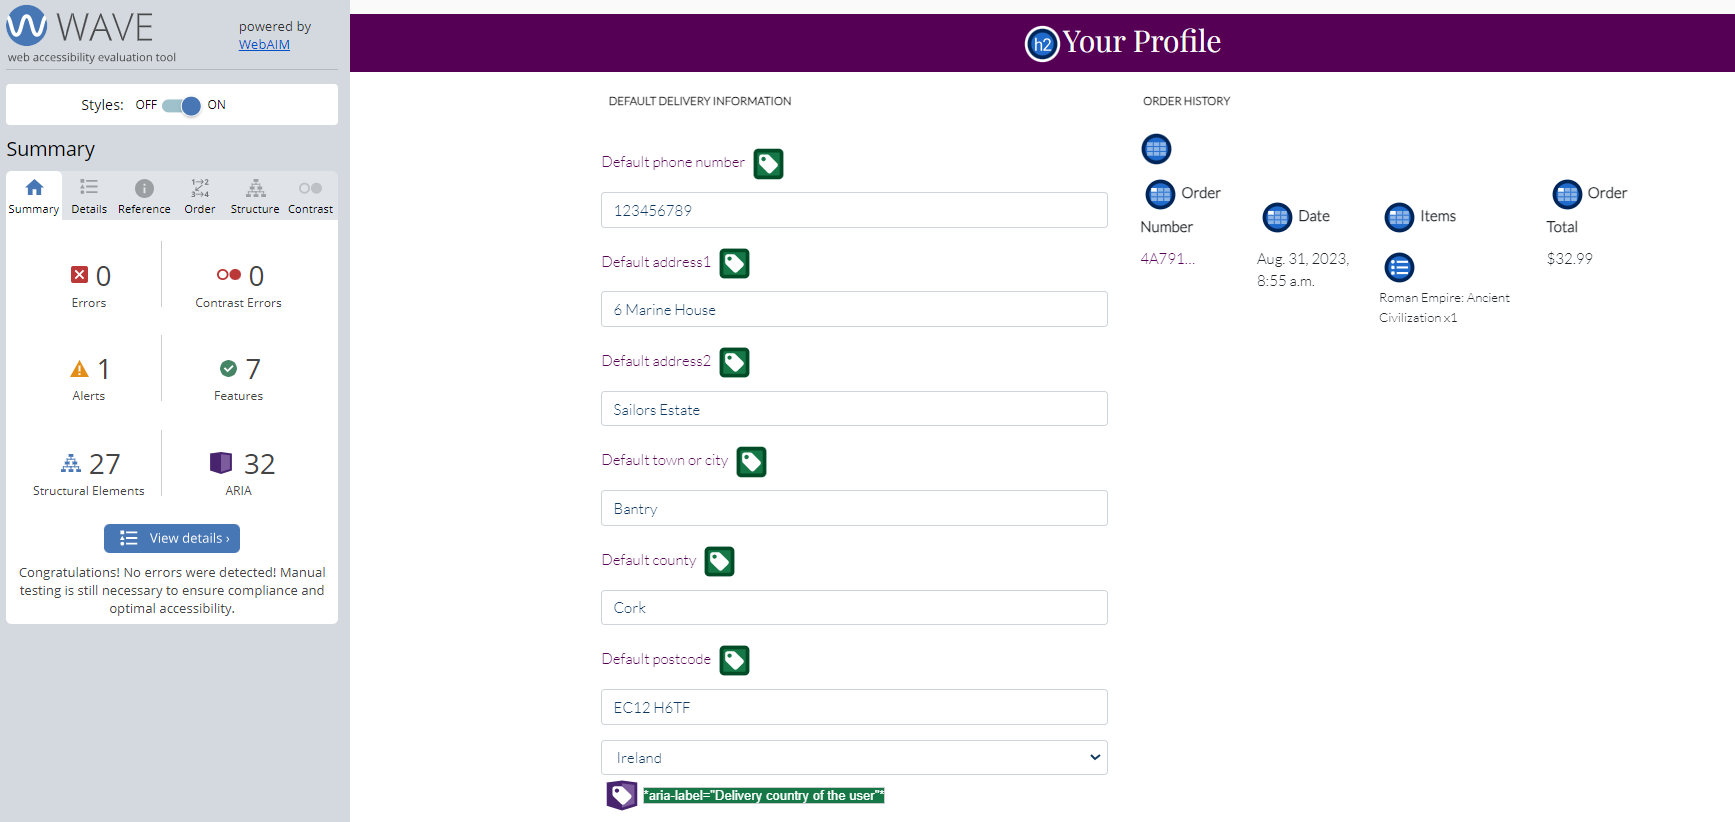 WAVE
powered by
WebAIM
web accessibility evaluation tool
Styles: OFF ON
Summary
Summary Details Reference Order Structure Contrast
0
Errors
0
Contrast Errors
1
Alerts
7
Features
27
Structural Elements
32
ARIA
View details ›
Congratulations! No errors were detected! Manual
testing is still necessary to ensure compliance and
optimal accessibility.
h2 Your Profile
DEFAULT DELIVERY INFORMATION
Default phone number
123456789
Default address1
6 Marine House
Default address2
Sailors Estate
Default town or city
Bantry
Default county
Cork
Default postcode
EC12 H6TF
Ireland
*aria-label="Delivery country of the user"*
ORDER HISTORY
Order
Number
Date
Items
Order
Total
4A791...
Aug. 31, 2023,
8:55 a.m.
Roman Empire: Ancient
Civilization x1
$32.99